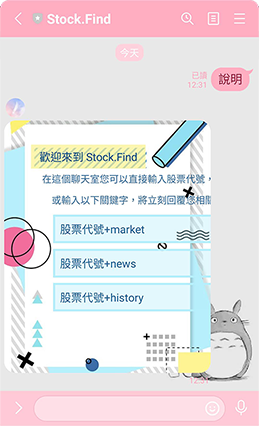 Stock.Find
今天
已讀
12:31
說明
歡迎來到 Stock.Find
在這個聊天室您可以直接輸入股票代號，
或輸入以下關鍵字，將立刻回覆您相關
股票代號+market
股票代號+news
股票代號+history
12:31